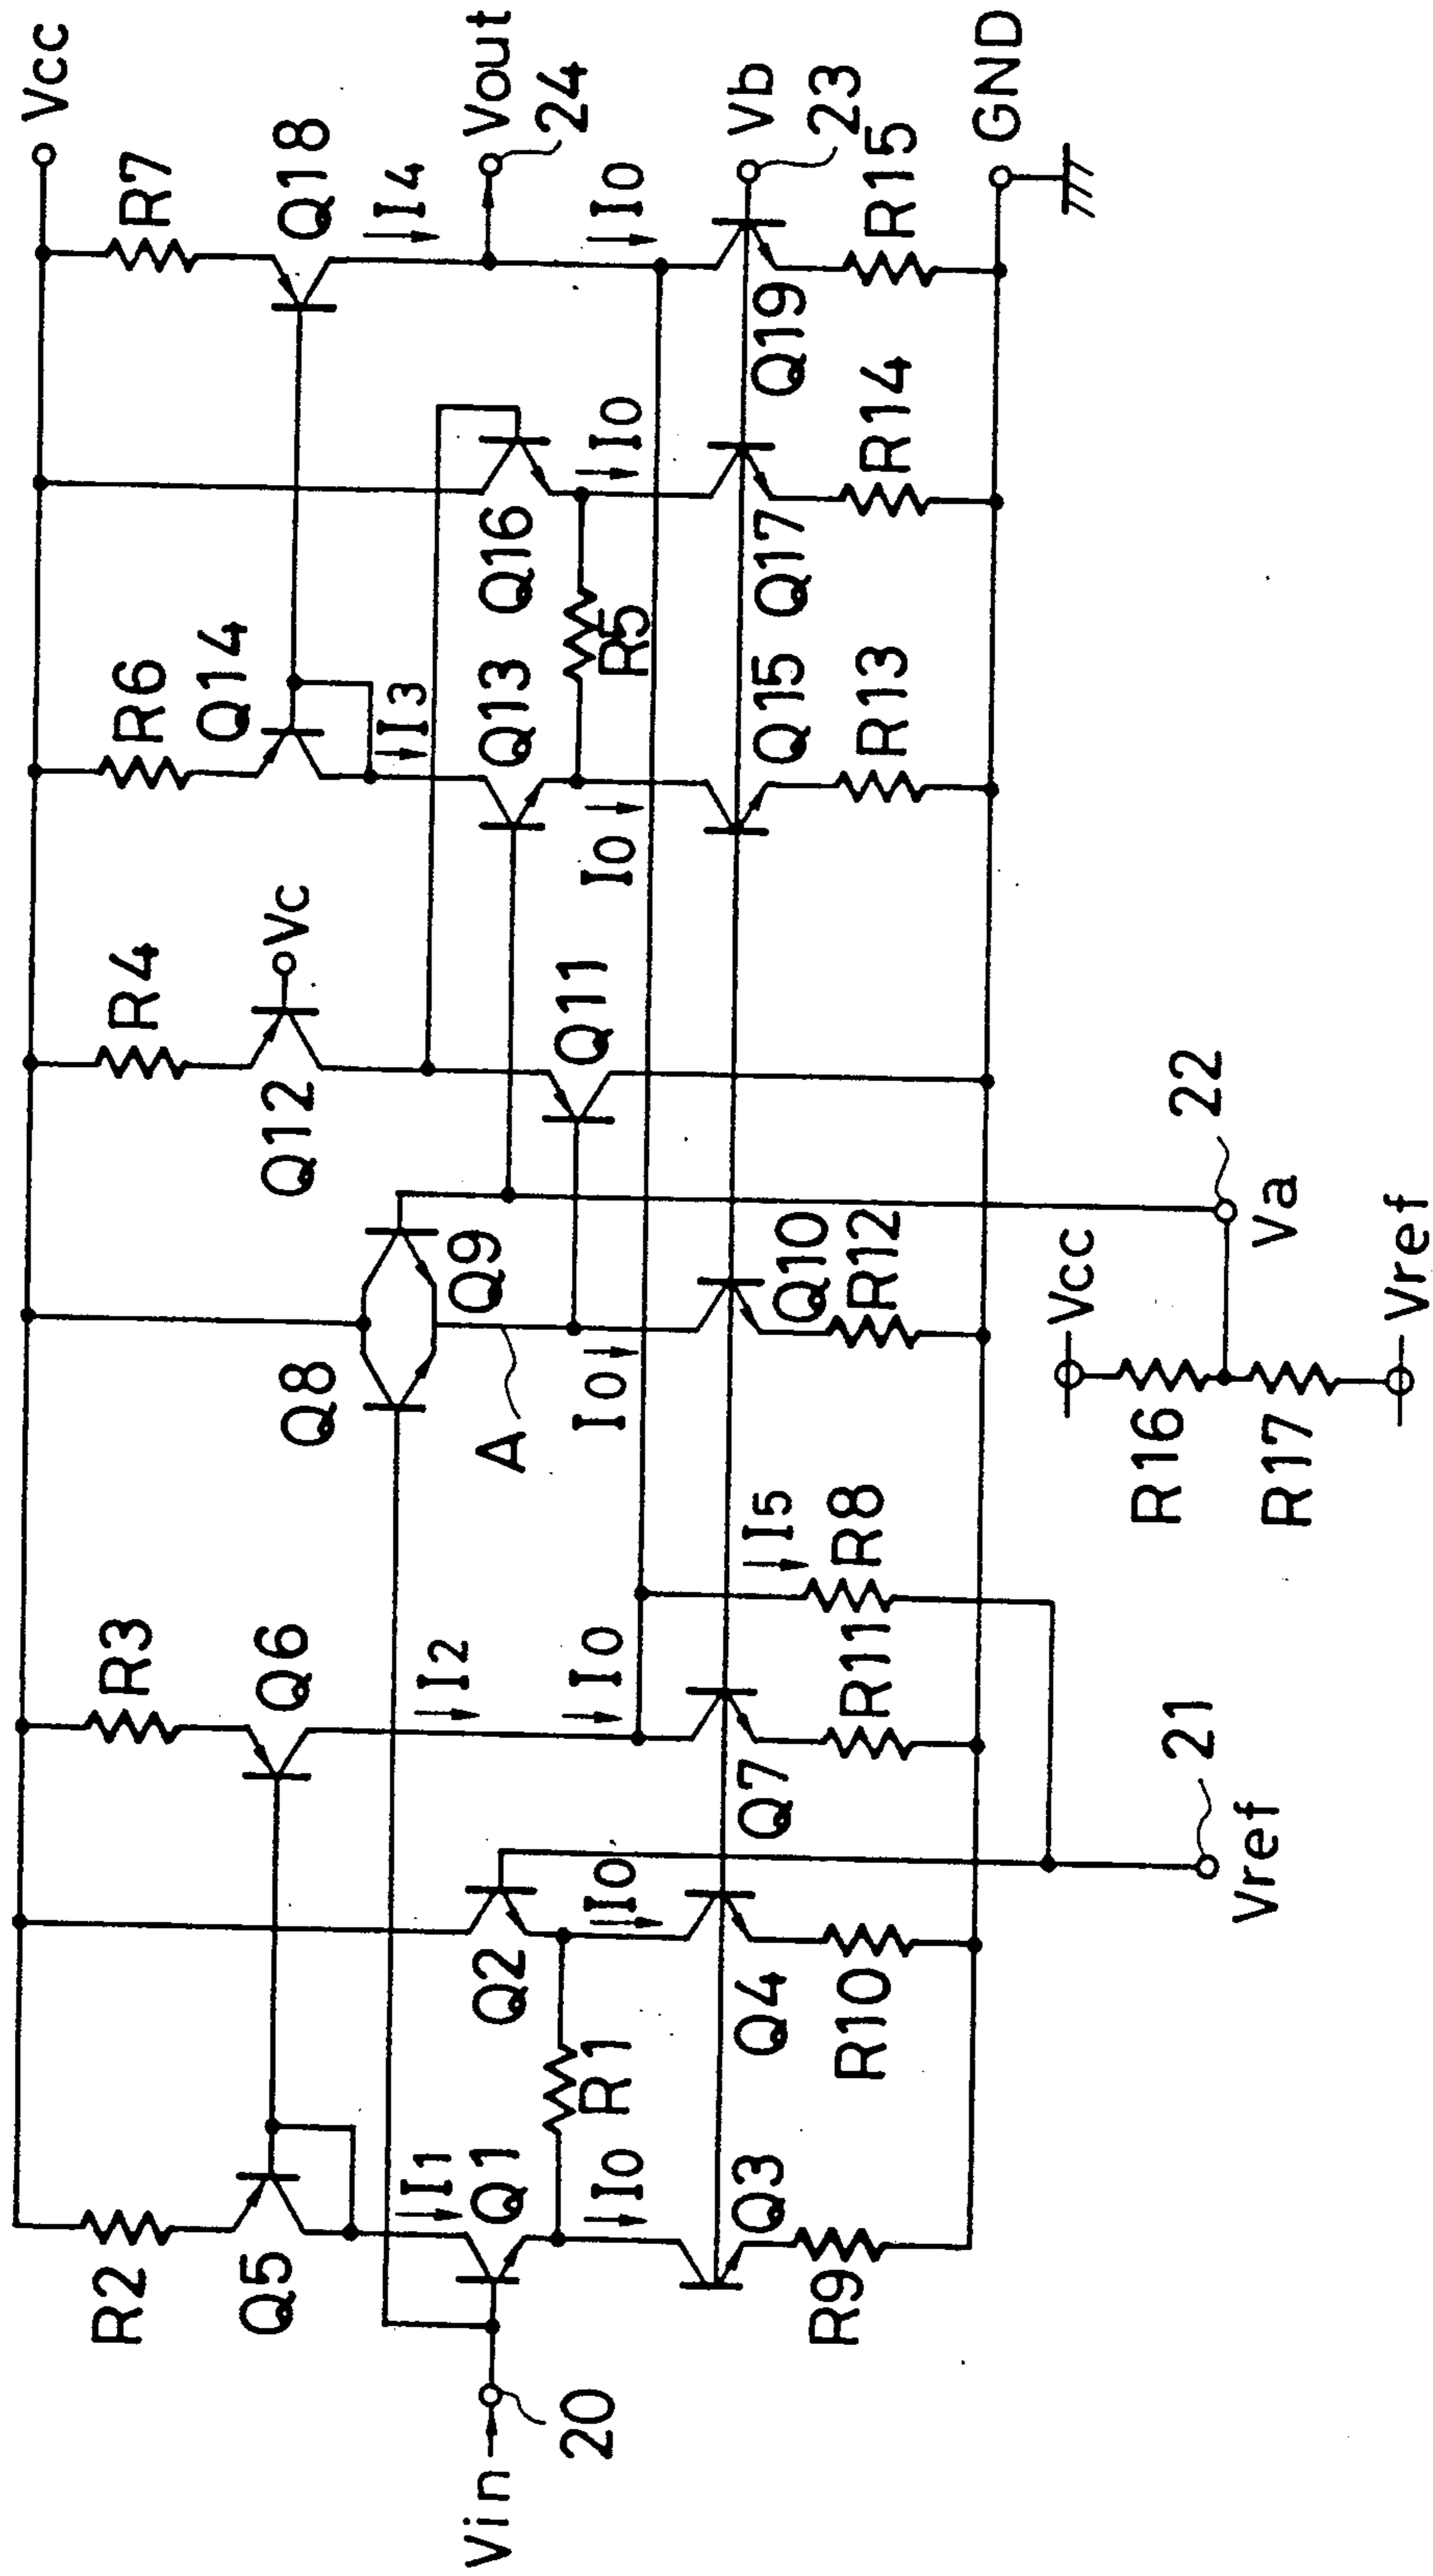 Vcc
R2
R3
R4
R6
R7
Q5
Q6
Q8
Q12
Vc
Q14
Q18
I1
I2
Q9
I3
I4
Vin
20
Q1
Q2
A
Q11
Q13
Q16
Vout
24
R1
R5
I0
I0
I0
I0
I0
I0
I0
Q3
Q4
Q7
I5
Q10
Q15
Q17
Q19
Vb
23
R9
R10
R11
R8
R12
R13
R14
R15
GND
Vref
21
R16
R17
Vcc
Va
22
Vref